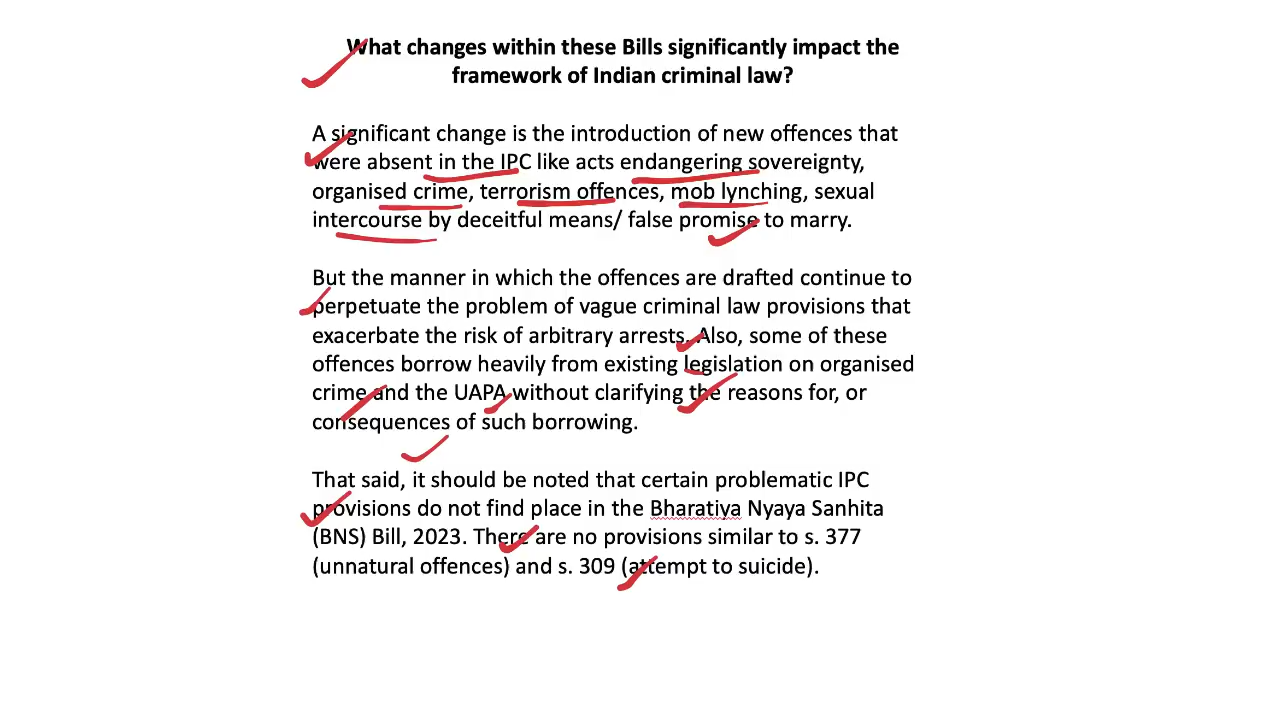 What changes within these Bills significantly impact the
framework of Indian criminal law?
A significant change is the introduction of new offences that
were absent in the IPC like acts endangering sovereignty,
organised crime, terrorism offences, mob lynching, sexual
intercourse by deceitful means/ false promise to marry.
But the manner in which the offences are drafted continue to
perpetuate the problem of vague criminal law provisions that
exacerbate the risk of arbitrary arrests. Also, some of these
offences borrow heavily from existing legislation on organised
crime and the UAPA without clarifying the reasons for, or
consequences of such borrowing.
That said, it should be noted that certain problematic IPC
provisions do not find place in the Bharatiya Nyaya Sanhita
(BNS) Bill, 2023. There are no provisions similar to s. 377
(unnatural offences) and s. 309 (attempt to suicide).